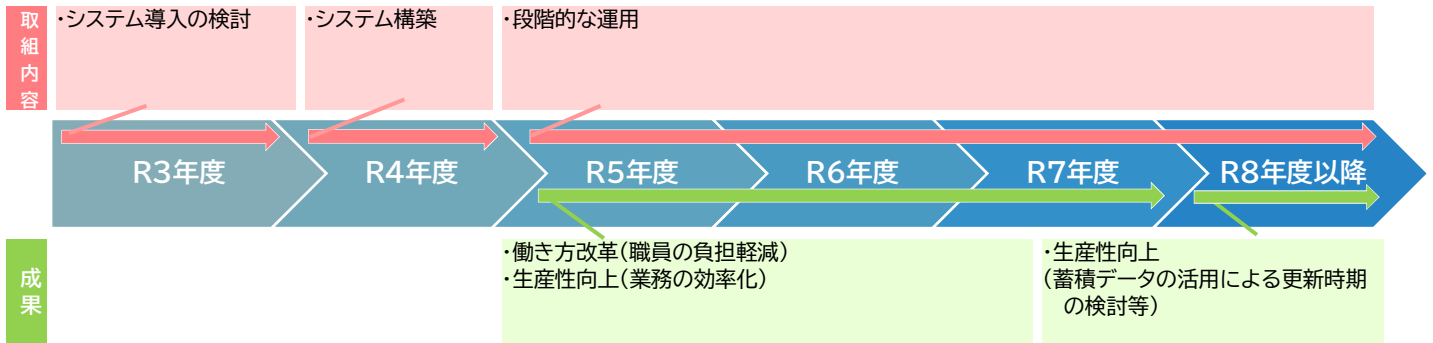 取組内容
・システム導入の検討
・システム構築
・段階的な運用
R3年度
R4年度
R5年度
R6年度
R7年度
R8年度以降
成果
・働き方改革(職員の負担軽減)
・生産性向上(業務の効率化)
・生産性向上
(蓄積データの活用による更新時期
の検討等)